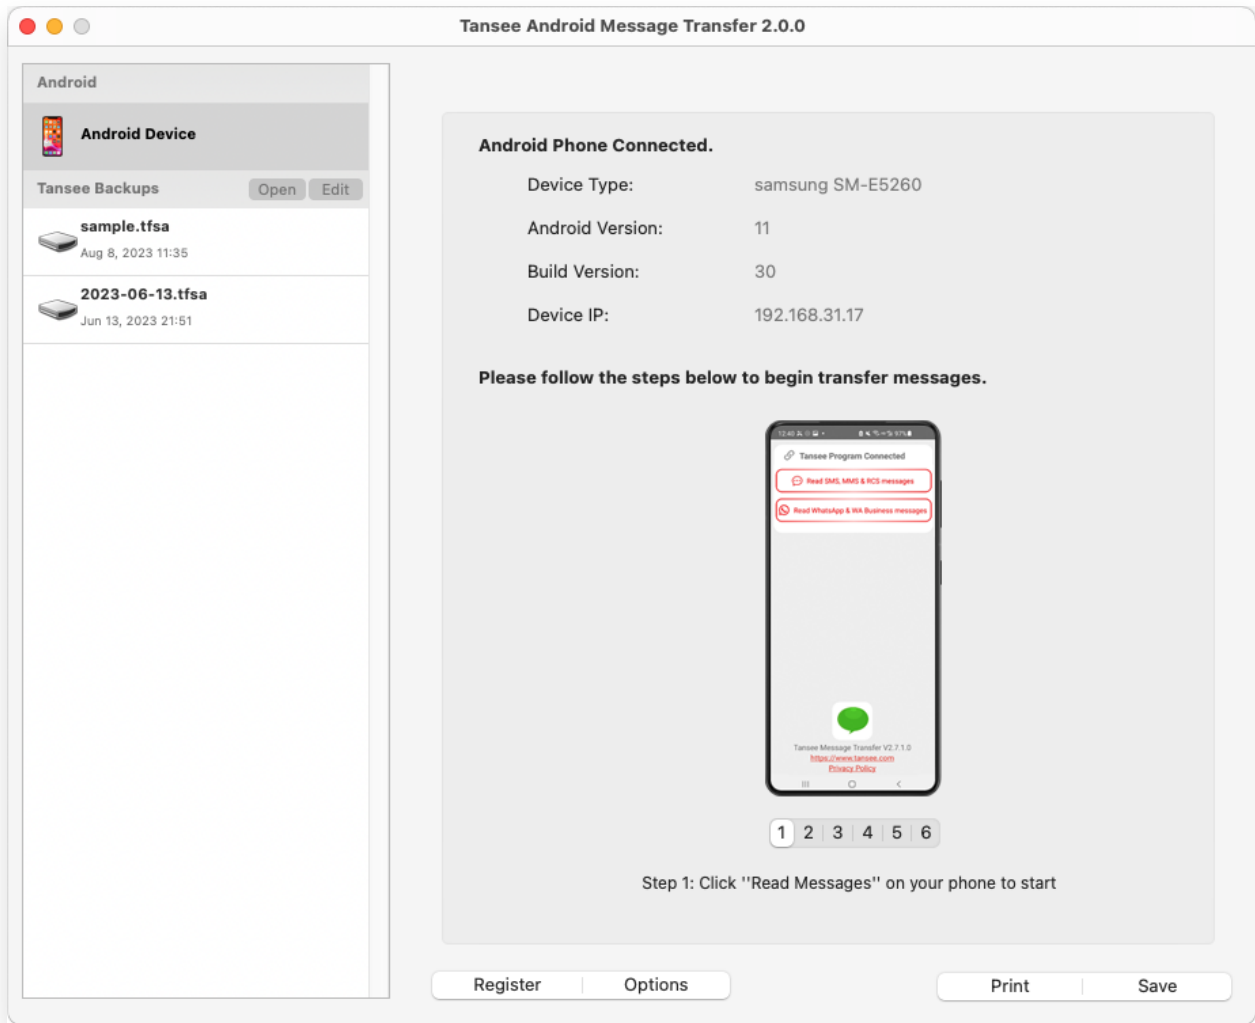 Tansee Android Message Transfer 2.0.0
Android
Android Device
Tansee Backups Open Edit
sample.tfsa
Aug 8, 2023 11:35
2023-06-13.tfsa
Jun 13, 2023 21:51
Android Phone Connected.
Device Type: samsung SM-E5260
Android Version: 11
Build Version: 30
Device IP: 192.168.31.17
Please follow the steps below to begin transfer messages.
12:40 97%
Tansee Program Connected
Read SMS, MMS & RCS messages
Read WhatsApp & WA Business messages
Tansee Message Transfer V2.7.1.0
https://www.tansee.com
Privacy Policy
1 2 3 4 5 6
Step 1: Click ''Read Messages'' on your phone to start
Register Options Print Save